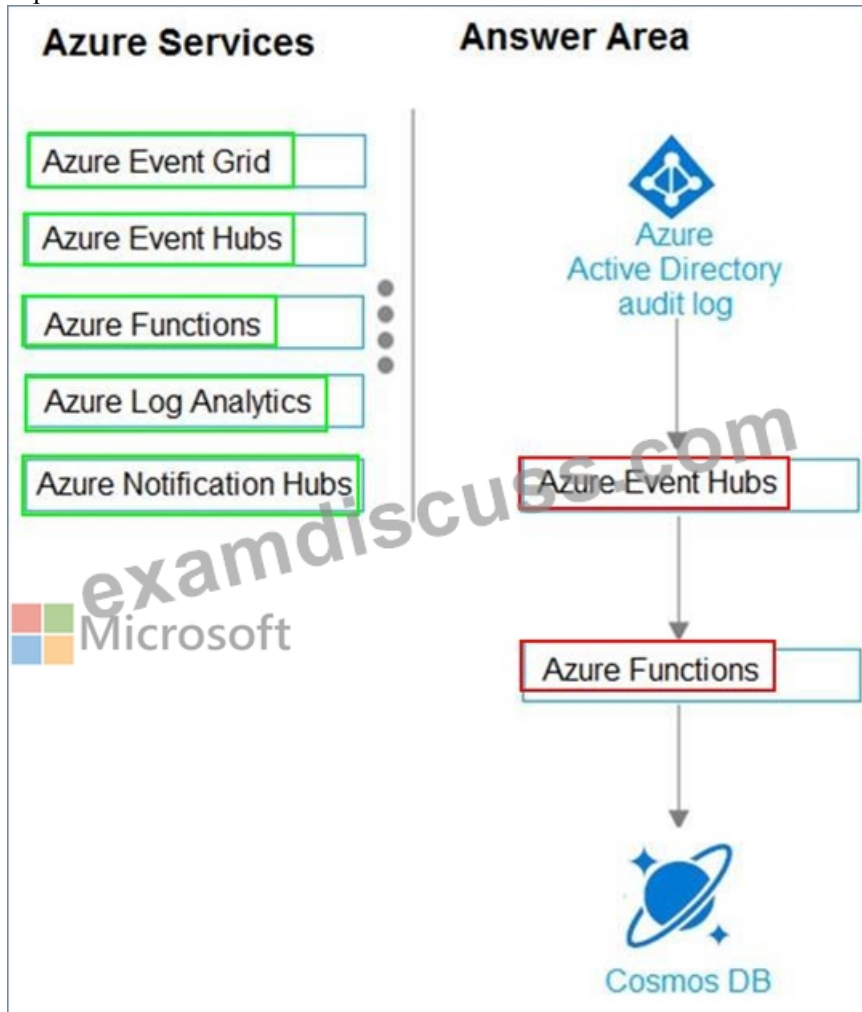 Azure Services
Answer Area
Azure Event Grid
Azure Event Hubs
Azure Functions
Azure Log Analytics
Azure Notification Hubs
Azure
Active Directory
audit log
Azure Event Hubs
Azure Functions
Cosmos DB
examdiscuss.com
Microsoft